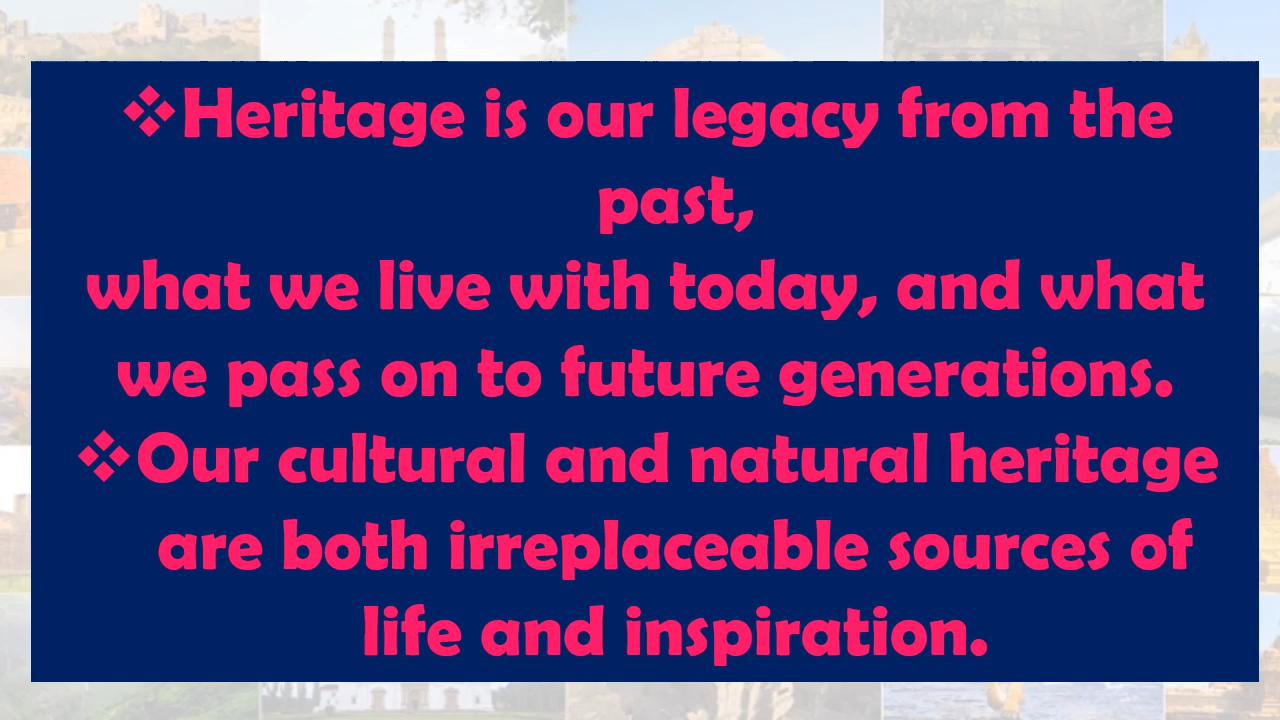 ❖Heritage is our legacy from the
past,
what we live with today, and what
we pass on to future generations.
❖Our cultural and natural heritage
are both irreplaceable sources of
life and inspiration.